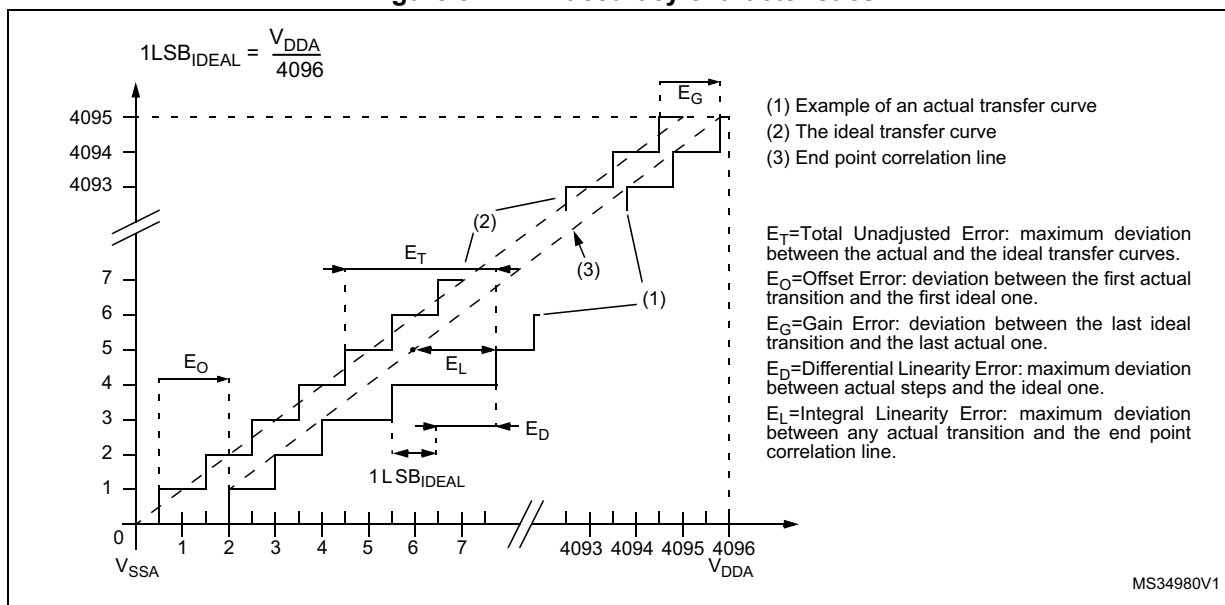 1LSB_IDEAL = V_DDA / 4096
E_G
4095
4094
4093
7
6
5
4
3
2
1
0
(2)
E_T
(3)
(1)
E_O
E_L
E_D
1 LSB_IDEAL
(1)
1 2 3 4 5 6 7 4093 4094 4095 4096
V_SSA V_DDA
(1) Example of an actual transfer curve
(2) The ideal transfer curve
(3) End point correlation line
E_T=Total Unadjusted Error: maximum deviation
between the actual and the ideal transfer curves.
E_O=Offset Error: deviation between the first actual
transition and the first ideal one.
E_G=Gain Error: deviation between the last ideal
transition and the last actual one.
E_D=Differential Linearity Error: maximum deviation
between actual steps and the ideal one.
E_L=Integral Linearity Error: maximum deviation
between any actual transition and the end point
correlation line.
MS34980V1